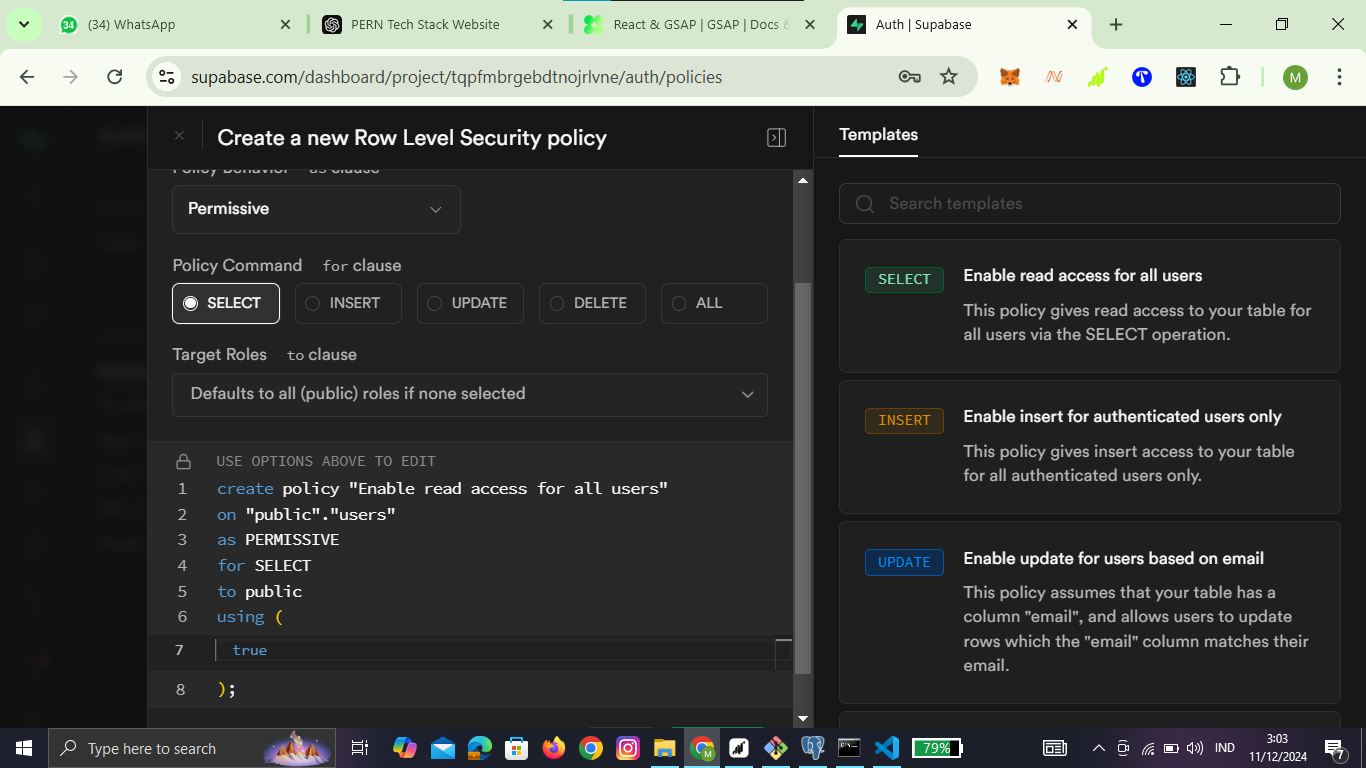 34
(34) WhatsApp
PERN Tech Stack Website
React & GSAP | GSAP | Docs &
Auth | Supabase
supabase.com/dashboard/project/tqpfmbrgebdtnojrlvne/auth/policies
M
Create a new Row Level Security policy
Policy Behavior as clause
Permissive
Policy Command for clause
SELECT
INSERT
UPDATE
DELETE
ALL
Target Roles to clause
Defaults to all (public) roles if none selected
USE OPTIONS ABOVE TO EDIT
1 create policy "Enable read access for all users"
2 on "public"."users"
3 as PERMISSIVE
4 for SELECT
5 to public
6 using (
7 true
8 );
Templates
Search templates
SELECT
Enable read access for all users
This policy gives read access to your table for
all users via the SELECT operation.
INSERT
Enable insert for authenticated users only
This policy gives insert access to your table
for all authenticated users only.
UPDATE
Enable update for users based on email
This policy assumes that your table has a
column "email", and allows users to update
rows which the "email" column matches their
email.
Type here to search
M
79%
IND
3:03
11/12/2024
7